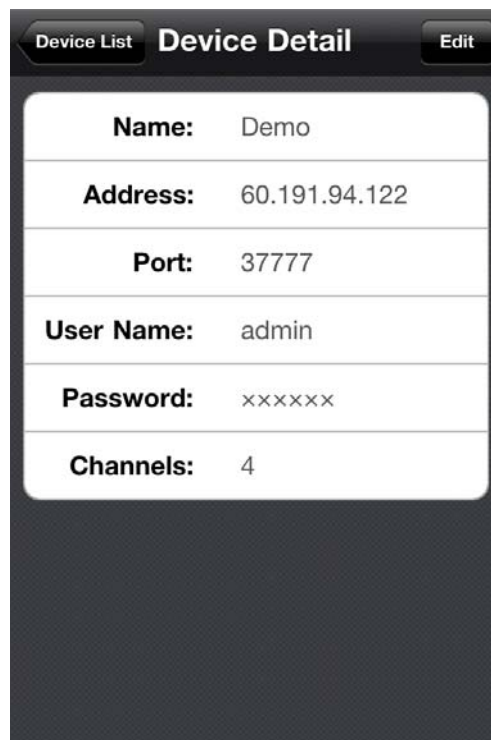 Device List Device Detail Edit
Name: Demo
Address: 60.191.94.122
Port: 37777
User Name: admin
Password: ××××××
Channels: 4